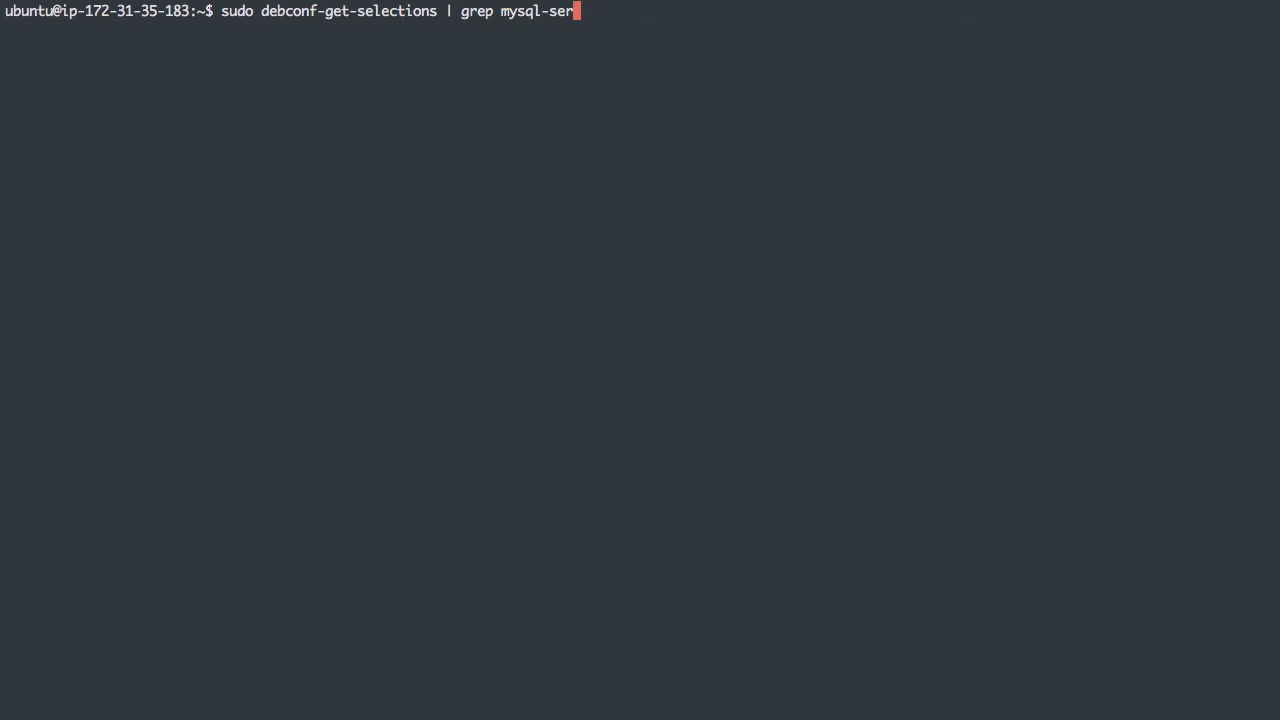 ubuntu@ip-172-31-35-183:~$ sudo debconf-get-selections | grep mysql-ser